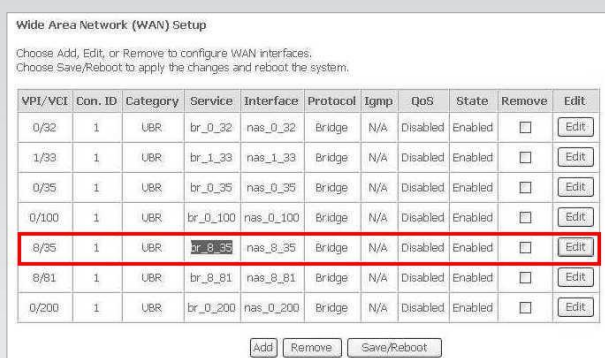 Wide Area Network (WAN) Setup
Choose Add, Edit, or Remove to configure WAN interfaces.
Choose Save/Reboot to apply the changes and reboot the system.
VPI/VCI Con. ID Category Service Interface Protocol Igmp QoS State Remove Edit
0/32 1 UBR br_0_32 nas_0_32 Bridge N/A Disabled Enabled Edit
1/33 1 UBR br_1_33 nas_1_33 Bridge N/A Disabled Enabled Edit
0/35 1 UBR br_0_35 nas_0_35 Bridge N/A Disabled Enabled Edit
0/100 1 UBR br_0_100 nas_0_100 Bridge N/A Disabled Enabled Edit
8/35 1 UBR br_8_35 nas_8_35 Bridge N/A Disabled Enabled Edit
8/81 1 UBR br_8_81 nas_8_81 Bridge N/A Disabled Enabled Edit
0/200 1 UBR br_0_200 nas_0_200 Bridge N/A Disabled Enabled Edit
Add Remove Save/Reboot